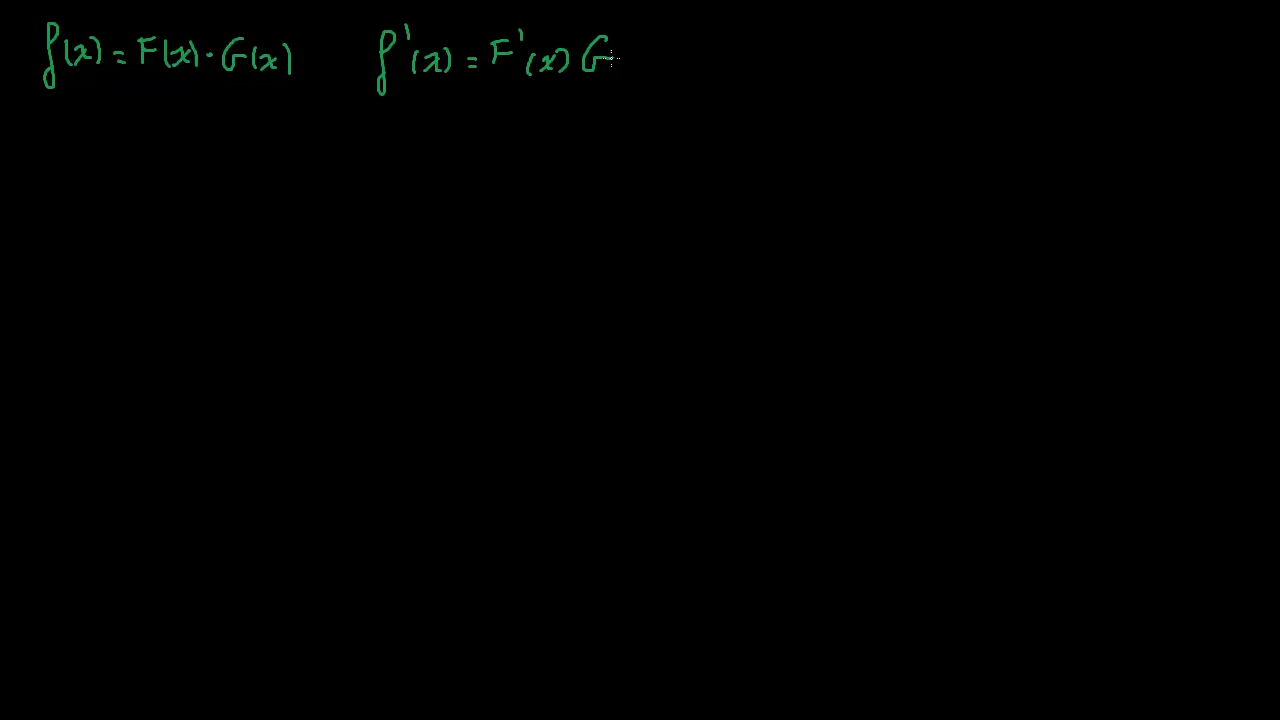 f(x) = F(x) · G(x) f'(x) = F'(x) G